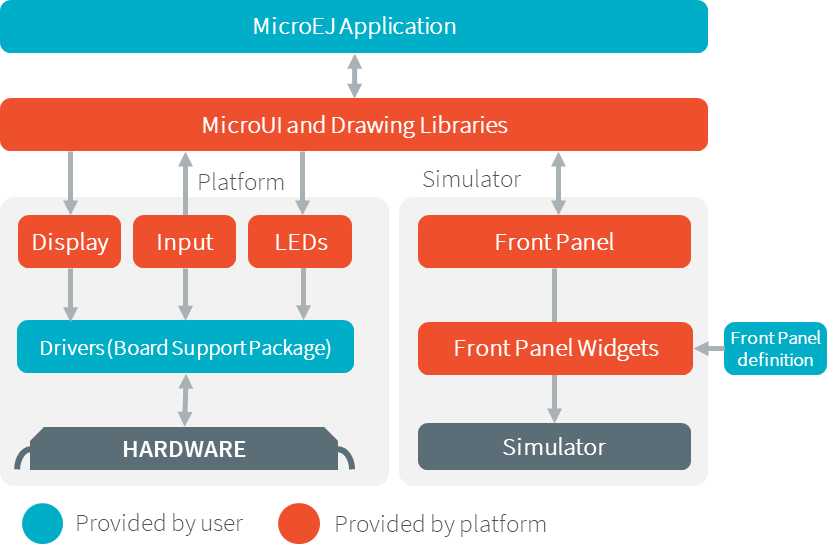 MicroEJ Application
MicroUI and Drawing Libraries
Platform
Simulator
Display
Input
LEDs
Front Panel
Drivers (Board Support Package)
Front Panel Widgets
Front Panel
definition
HARDWARE
Simulator
Provided by user
Provided by platform